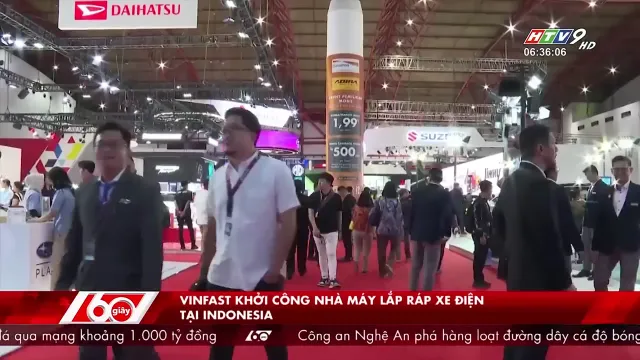 DAIHATSU
HTV9 HD
06:36:06
1,99
500
SUZUKI
60 giây
VINFAST KHỞI CÔNG NHÀ MÁY LẮP RÁP XE ĐIỆN
TẠI INDONESIA
đá qua mạng khoảng 1.000 tỷ đồng
Công an Nghệ An phá hàng loạt đường dây cá độ bóng